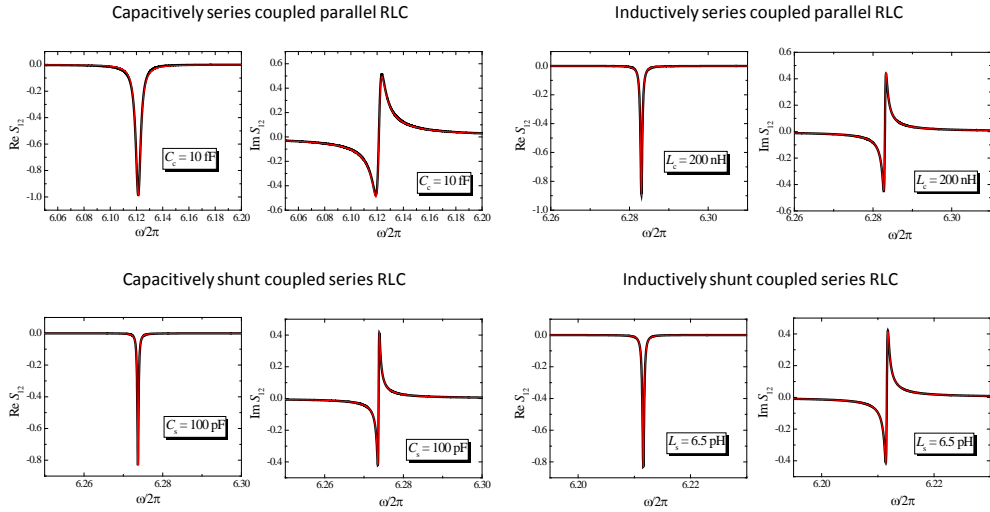 Capacitively series coupled parallel RLC
Inductively series coupled parallel RLC
0.0
-0.2
-0.4
-0.6
-0.8
-1.0
Re S12
Cc = 10 fF
6.06 6.08 6.10 6.12 6.14 6.16 6.18 6.20
ω/2π
0.6
0.4
0.2
0.0
-0.2
-0.4
-0.6
Im S12
Cc = 10 fF
6.06 6.08 6.10 6.12 6.14 6.16 6.18 6.20
ω/2π
0.0
-0.2
-0.4
-0.6
-0.8
-1.0
Re S12
Lc = 200 nH
6.26 6.28 6.30
ω/2π
0.6
0.4
0.2
0.0
-0.2
-0.4
-0.6
Im S12
Lc = 200 nH
6.26 6.28 6.30
ω/2π
Capacitively shunt coupled series RLC
Inductively shunt coupled series RLC
0.0
-0.2
-0.4
-0.6
-0.8
Re S12
Cs = 100 pF
6.26 6.28 6.30
ω/2π
0.4
0.2
0.0
-0.2
-0.4
Im S12
Cs = 100 pF
6.26 6.28 6.30
ω/2π
0.0
-0.2
-0.4
-0.6
-0.8
Re S12
Ls = 6.5 pH
6.20 6.22
ω/2π
0.4
0.2
0.0
-0.2
-0.4
Im S12
Ls = 6.5 pH
6.20 6.22
ω/2π